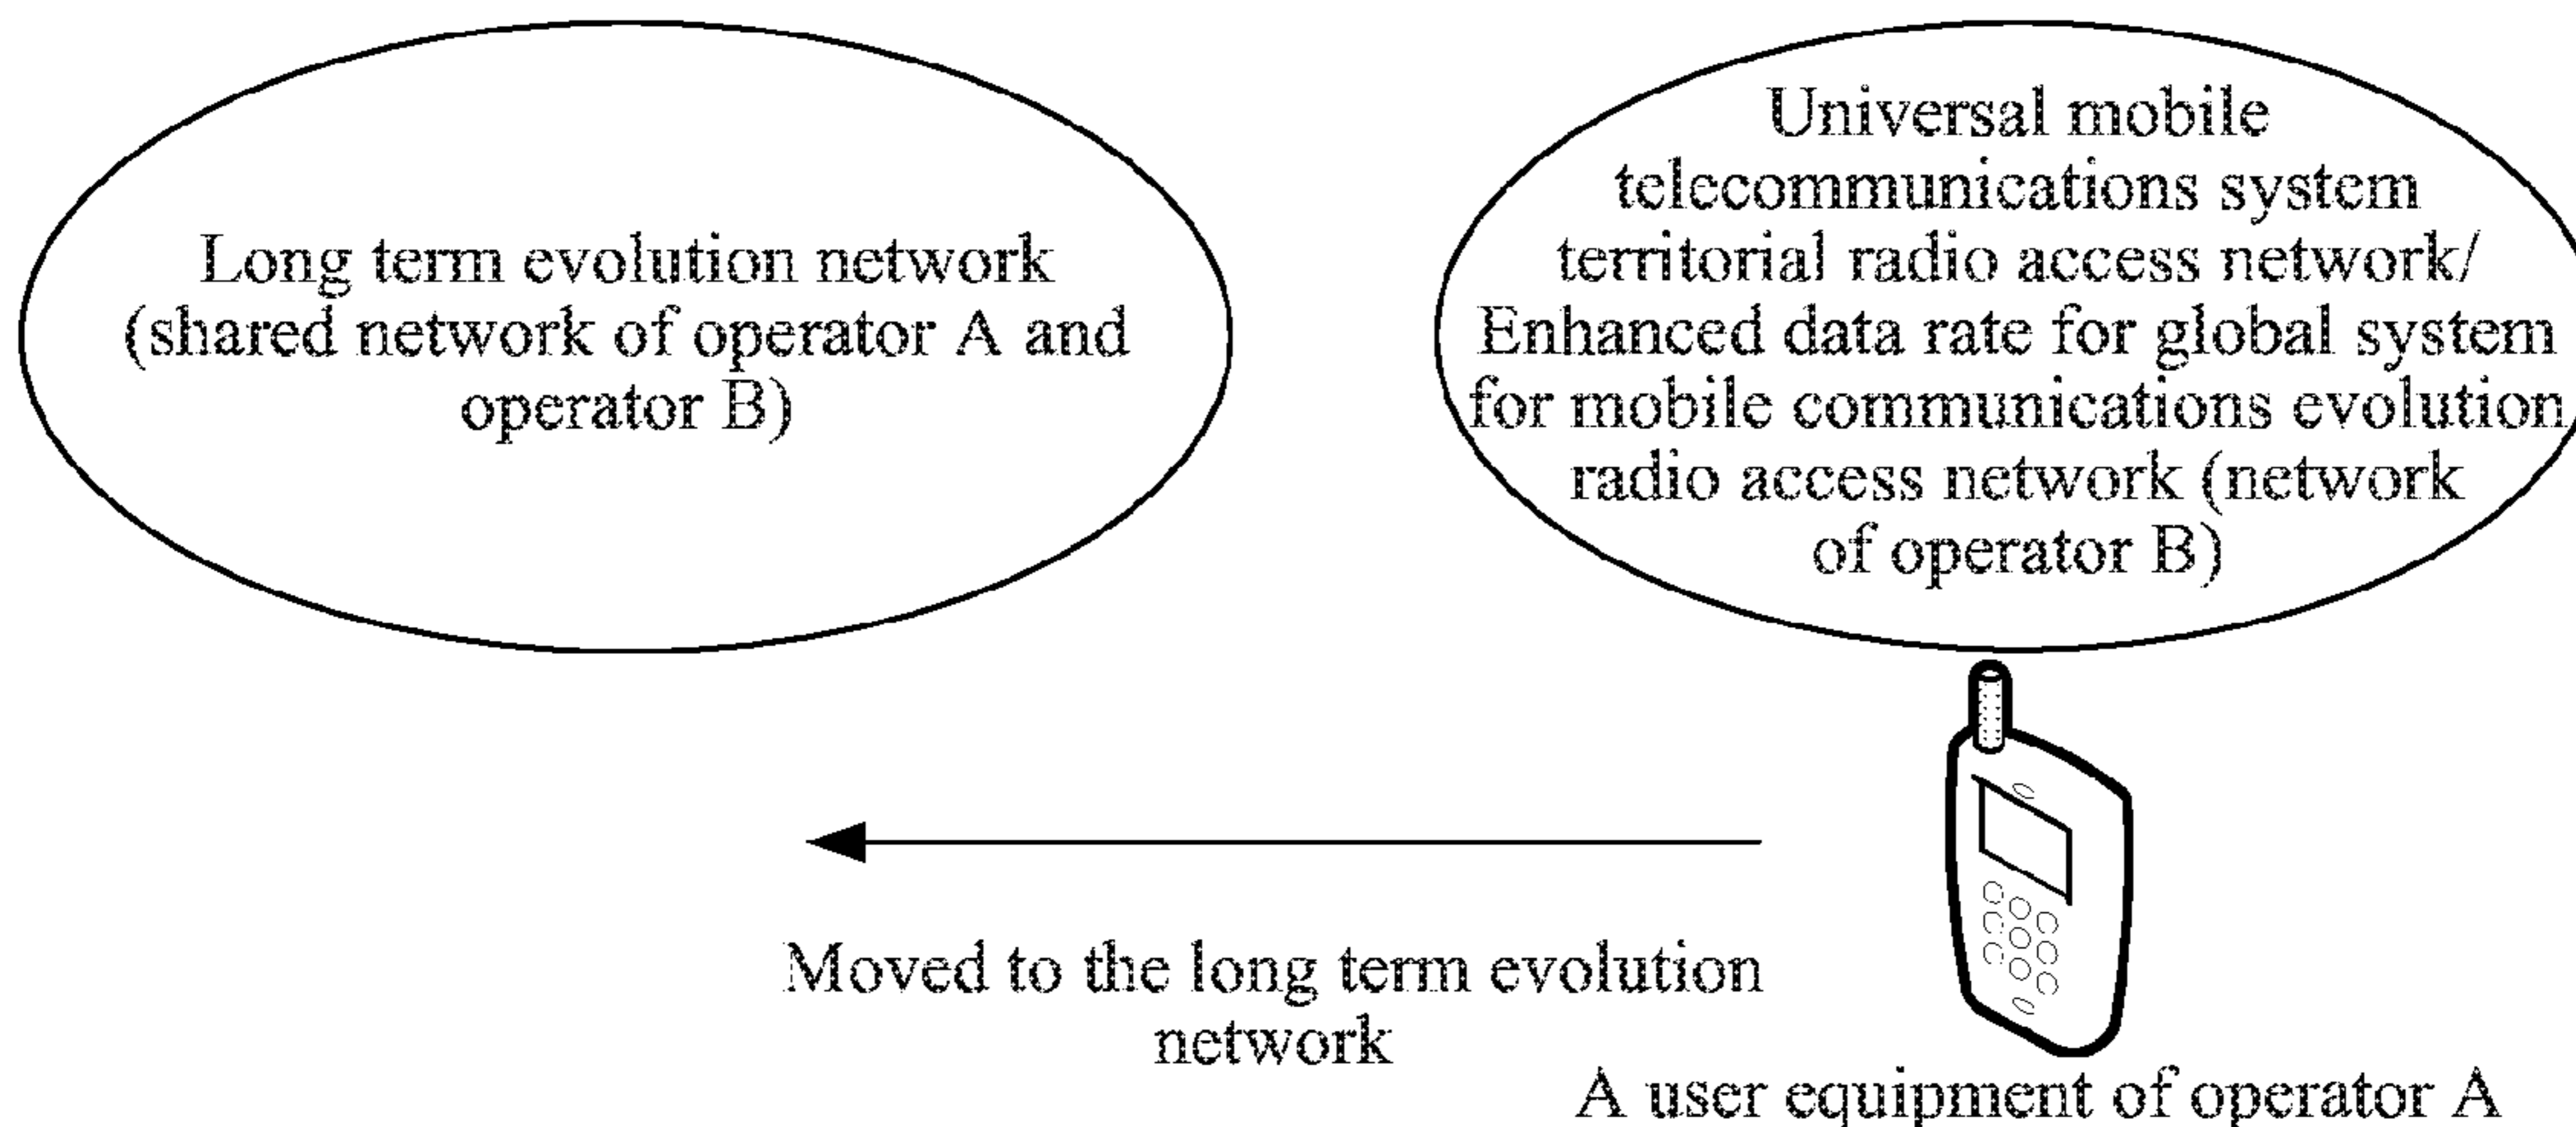 Long term evolution network
(shared network of operator A and
operator B)
Universal mobile
telecommunications system
territorial radio access network/
Enhanced data rate for global system
for mobile communications evolution
radio access network (network
of operator B)
Moved to the long term evolution
network
A user equipment of operator A